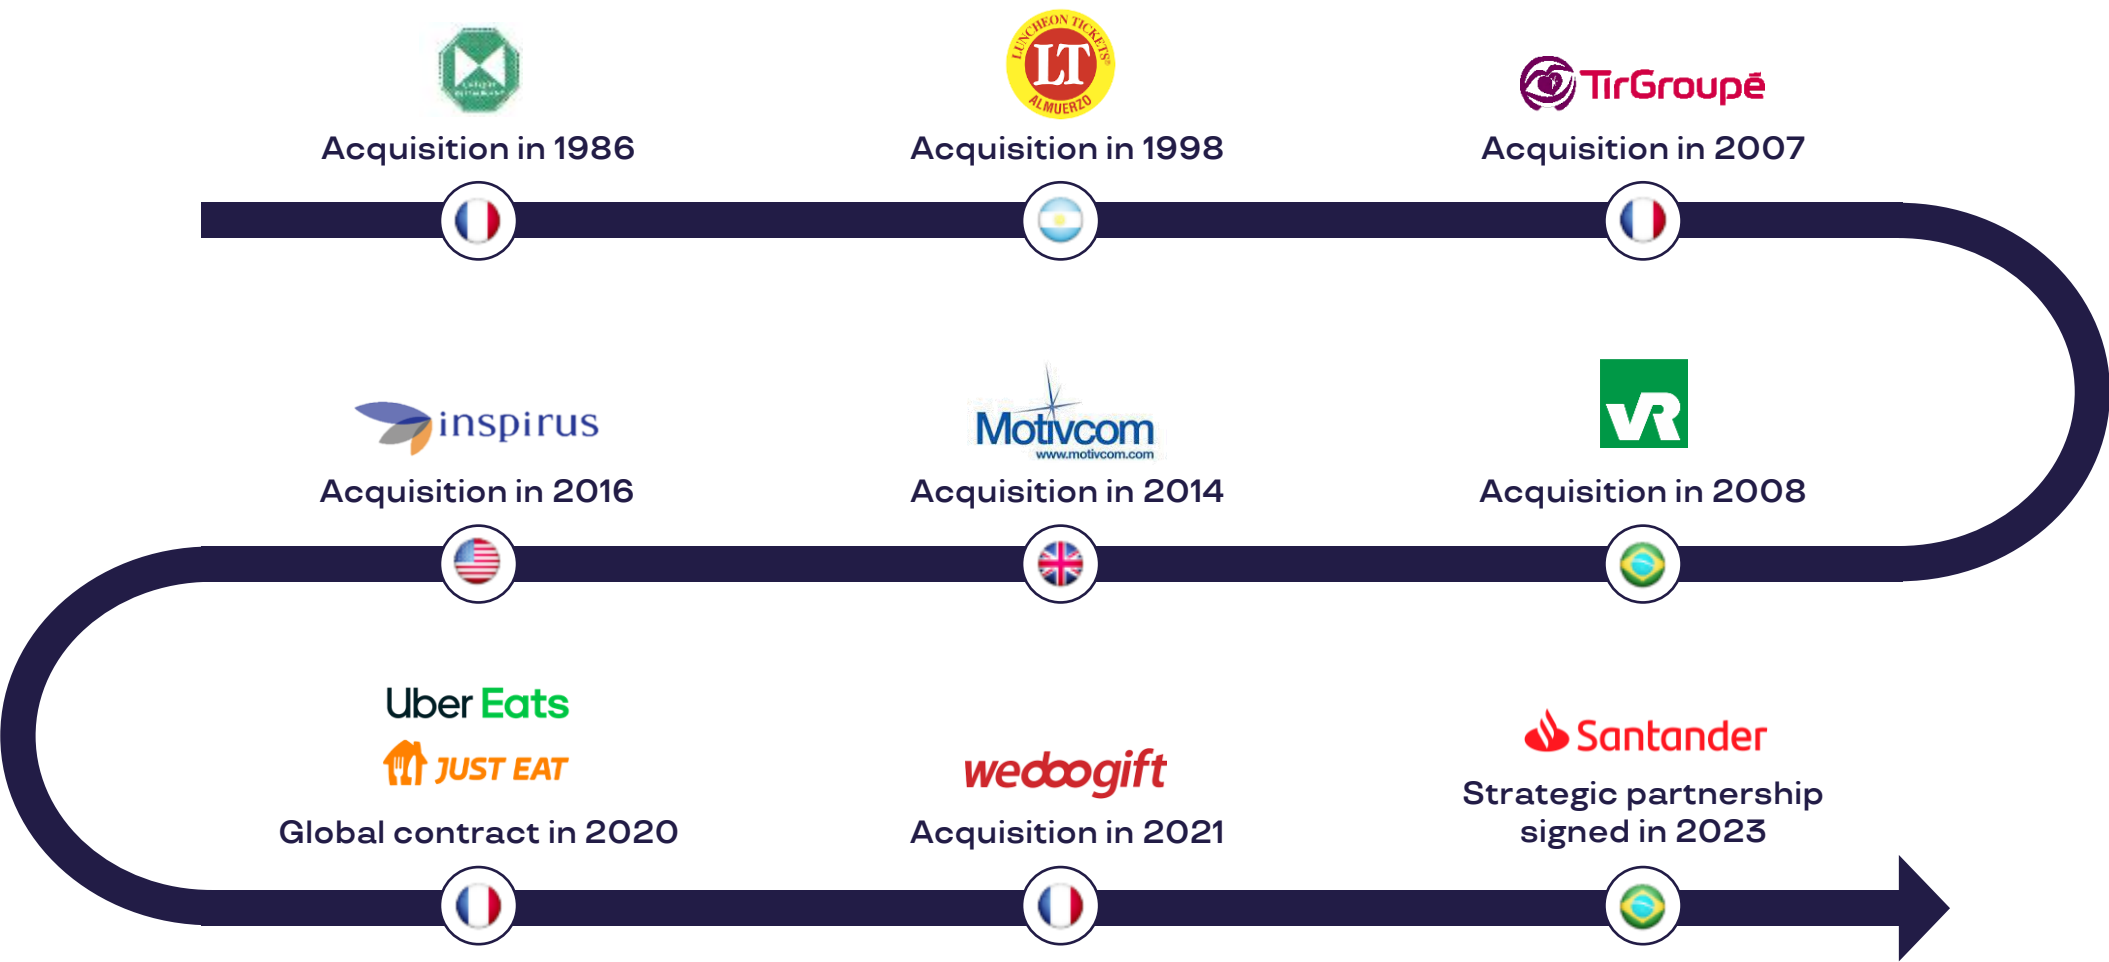 LUNCHEON TICKETS®
LT
ALMUERZO
TirGroupé
Acquisition in 1986
Acquisition in 1998
Acquisition in 2007
inspirus
Motivcom
www.motivcom.com
VR
Acquisition in 2016
Acquisition in 2014
Acquisition in 2008
Uber Eats
JUST EAT
wedoogift
Santander
Global contract in 2020
Acquisition in 2021
Strategic partnership
signed in 2023